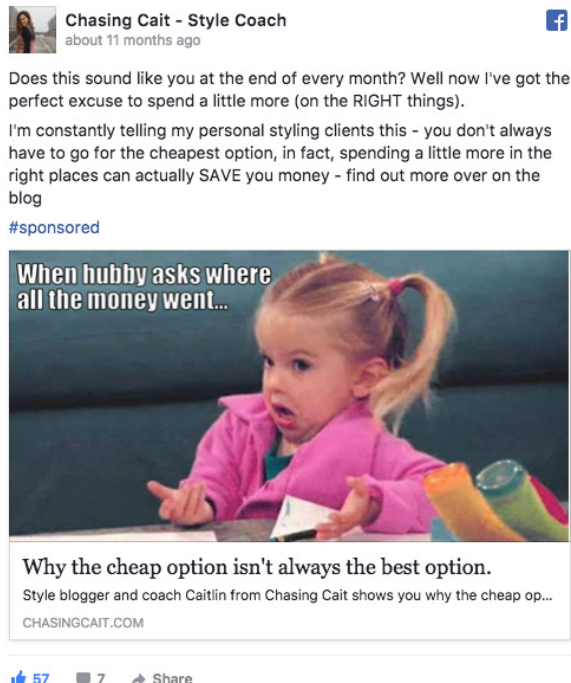 Chasing Cait - Style Coach
about 11 months ago
Does this sound like you at the end of every month? Well now I've got the
perfect excuse to spend a little more (on the RIGHT things).
I'm constantly telling my personal styling clients this - you don't always
have to go for the cheapest option, in fact, spending a little more in the
right places can actually SAVE you money - find out more over on the
blog
#sponsored
When hubby asks where
all the money went...
Why the cheap option isn't always the best option.
Style blogger and coach Caitlin from Chasing Cait shows you why the cheap op...
CHASINGCAIT.COM
57 7 Share